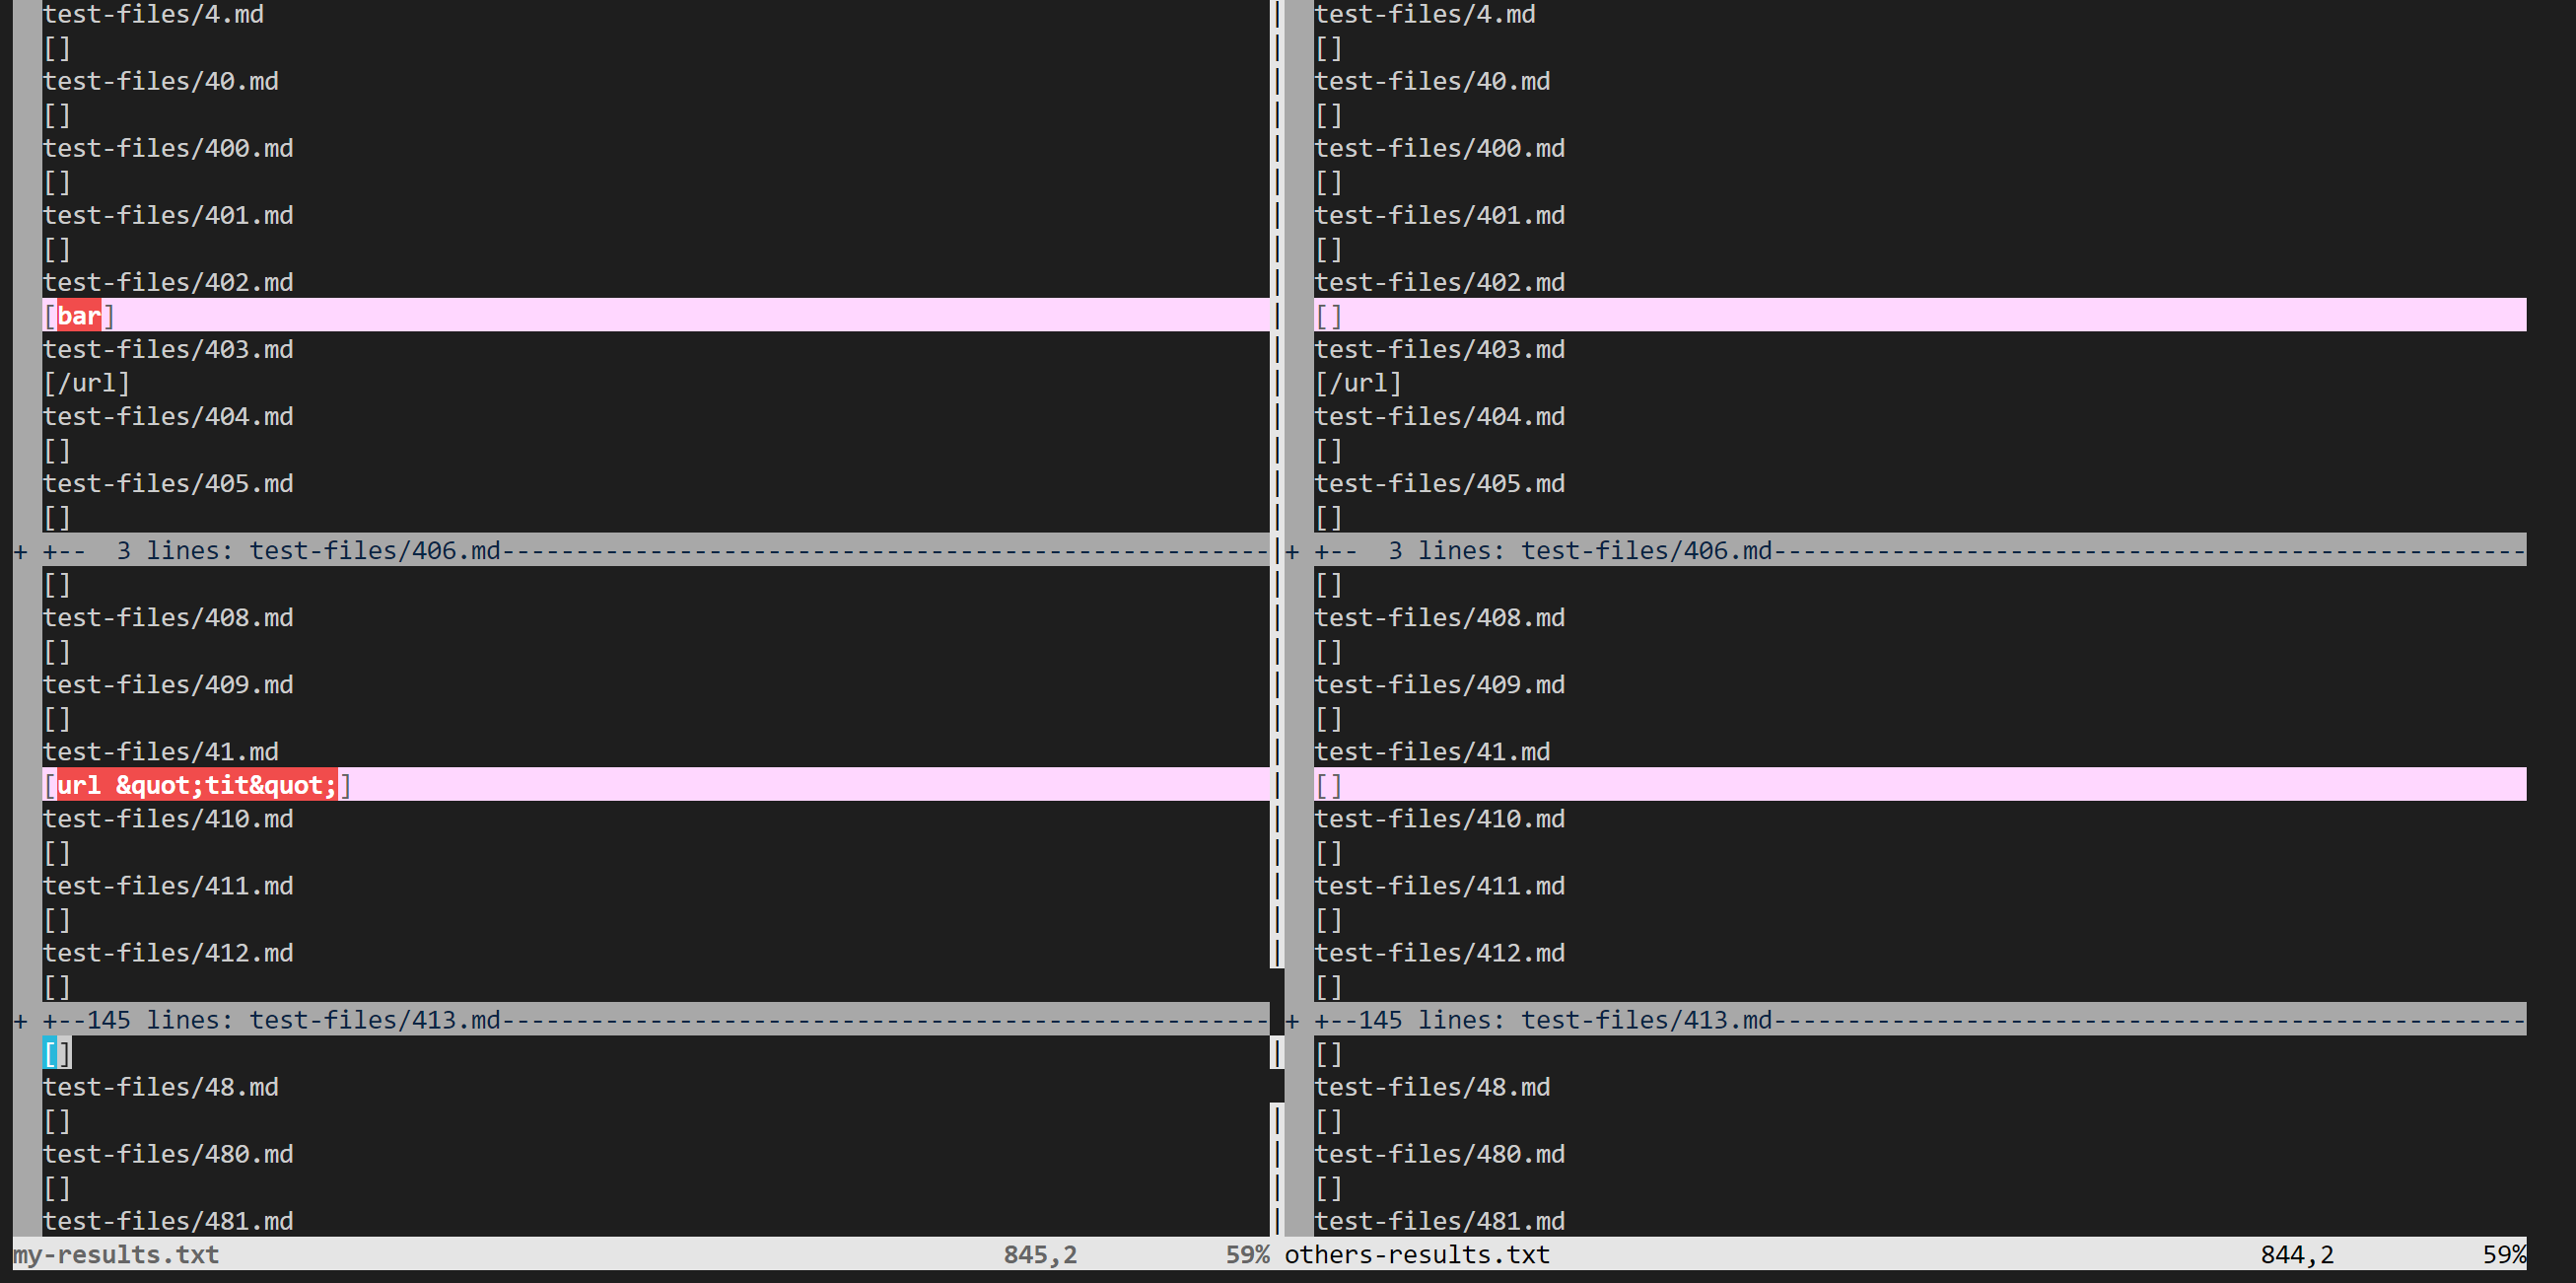 test-files/4.md
[]
test-files/40.md
[]
test-files/400.md
[]
test-files/401.md
[]
test-files/402.md
[bar]
test-files/403.md
[/url]
test-files/404.md
[]
test-files/405.md
[]
+ +--  3 lines: test-files/406.md----------------------------------------------------
[]
test-files/408.md
[]
test-files/409.md
[]
test-files/41.md
[url &quot;tit&quot;]
test-files/410.md
[]
test-files/411.md
[]
test-files/412.md
[]
+ +--145 lines: test-files/413.md----------------------------------------------------
[]
test-files/48.md
[]
test-files/480.md
[]
test-files/481.md
my-results.txt 845,2 59%
test-files/4.md
[]
test-files/40.md
[]
test-files/400.md
[]
test-files/401.md
[]
test-files/402.md
[]
test-files/403.md
[/url]
test-files/404.md
[]
test-files/405.md
[]
+ +--  3 lines: test-files/406.md---------------------------------------------------
[]
test-files/408.md
[]
test-files/409.md
[]
test-files/41.md
[]
test-files/410.md
[]
test-files/411.md
[]
test-files/412.md
[]
+ +--145 lines: test-files/413.md---------------------------------------------------
[]
test-files/48.md
[]
test-files/480.md
[]
test-files/481.md
others-results.txt 844,2 59%